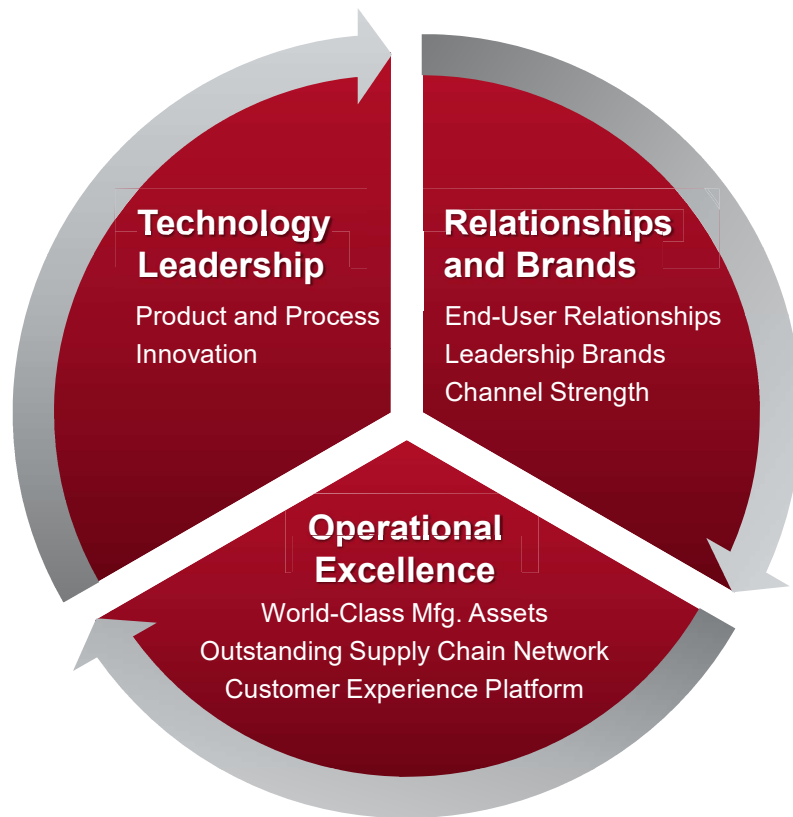 Technology
Leadership
Product and Process
Innovation
Relationships
and Brands
End-User Relationships
Leadership Brands
Channel Strength
Operational
Excellence
World-Class Mfg. Assets
Outstanding Supply Chain Network
Customer Experience Platform